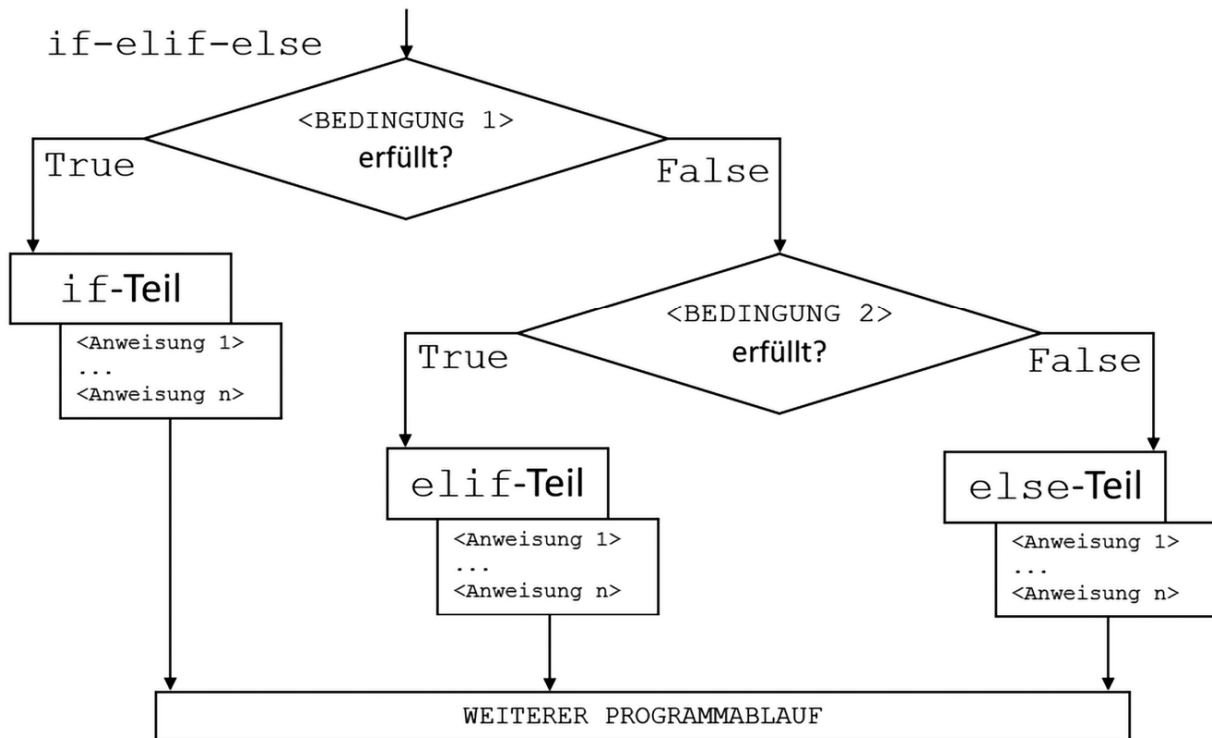 if-elif-else
<BEDINGUNG 1>
erfüllt?
True
False
if-Teil
<Anweisung 1>
...
<Anweisung n>
<BEDINGUNG 2>
erfüllt?
True
False
elif-Teil
<Anweisung 1>
...
<Anweisung n>
else-Teil
<Anweisung 1>
...
<Anweisung n>
WEITERER PROGRAMMABLAUF